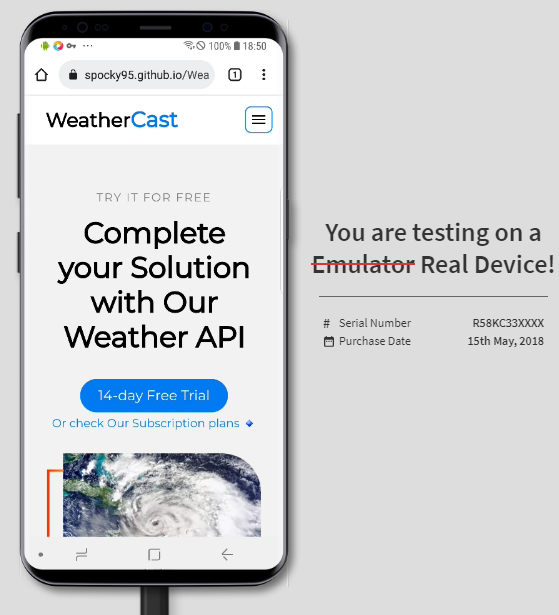 100% 18:50
spocky95.github.io/Wea
1
WeatherCast
TRY IT FOR FREE
Complete
your Solution
with Our
Weather API
14-day Free Trial
Or check Our Subscription plans
You are testing on a
Emulator Real Device!
# Serial Number R58KC33XXXX
Purchase Date 15th May, 2018